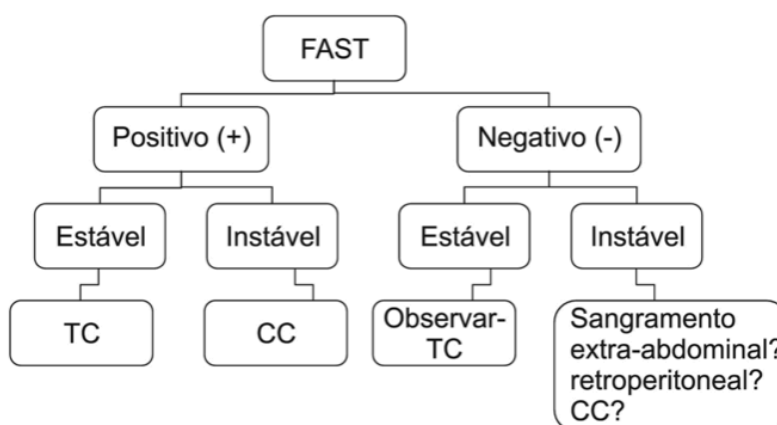 FAST
Positivo (+)
Negativo (-)
Estável
Instável
Estável
Instável
TC
CC
Observar-
TC
Sangramento
extra-abdominal?
retroperitoneal?
CC?